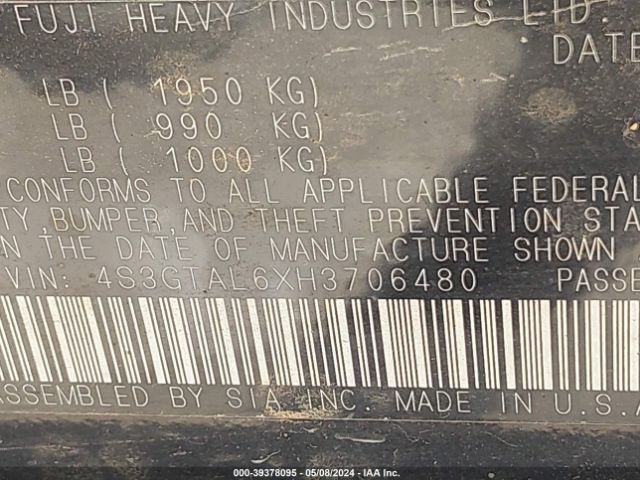 FUJI HEAVY INDUSTRIES LTD.
DATE
LB ( 1950 KG)
LB ( 990 KG)
LB ( 1000 KG)
CONFORMS TO ALL APPLICABLE FEDERAL
TY, BUMPER, AND THEFT PREVENTION STA
ON THE DATE OF MANUFACTURE SHOWN
VIN: 4S3GTAL6XH3706480 PASSE
ASSEMBLED BY SIA, INC. MADE IN U.S.A
000-39378095 - 05/08/2024 - IAA Inc.